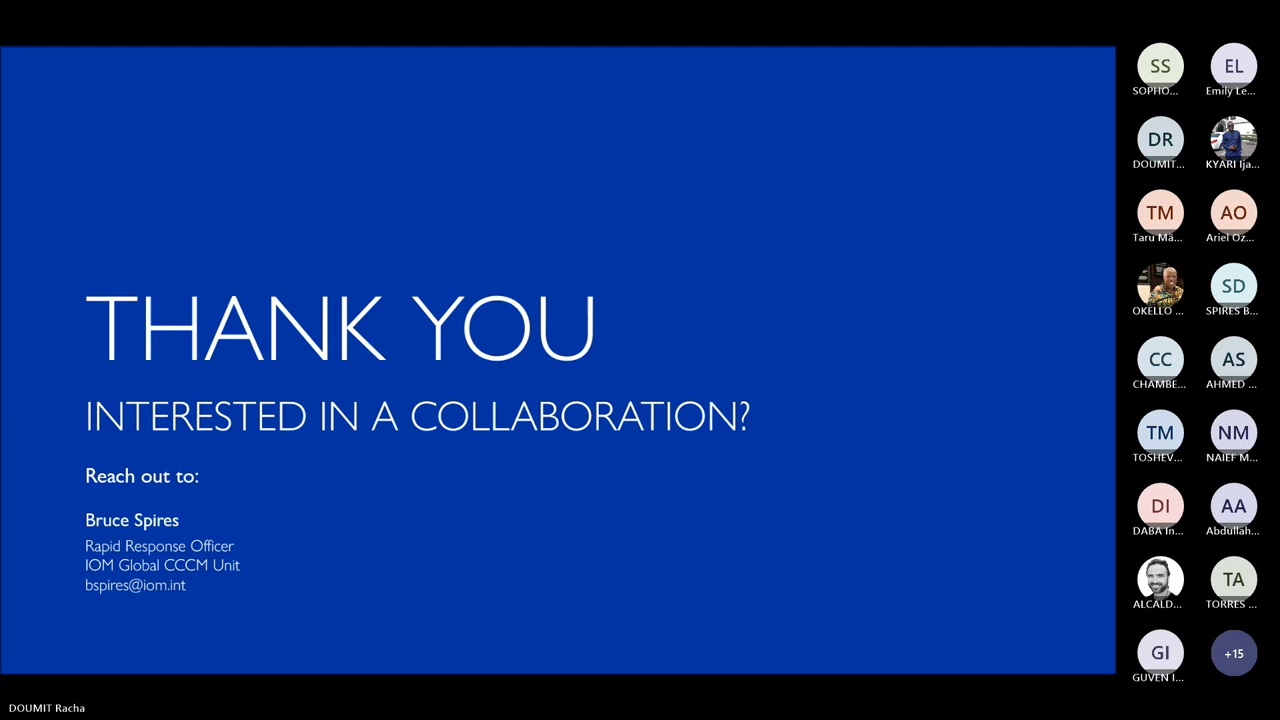 THANK YOU
INTERESTED IN A COLLABORATION?
Reach out to:
Bruce Spires
Rapid Response Officer
IOM Global CCCM Unit
bspires@iom.int
SS
SOPHO...
EL
Emily Le...
DR
DOUMIT...
KYARI Ija...
TM
Taru Mä...
AO
Ariel Oz...
OKELLO ...
SD
SPIRES B...
CC
CHAMBE...
AS
AHMED ...
TM
TOSHEV...
NM
NAIEF M...
DI
DABA In...
AA
Abdullah...
ALCALD...
TA
TORRES ...
GI
GUVEN I...
+15
DOUMIT Racha